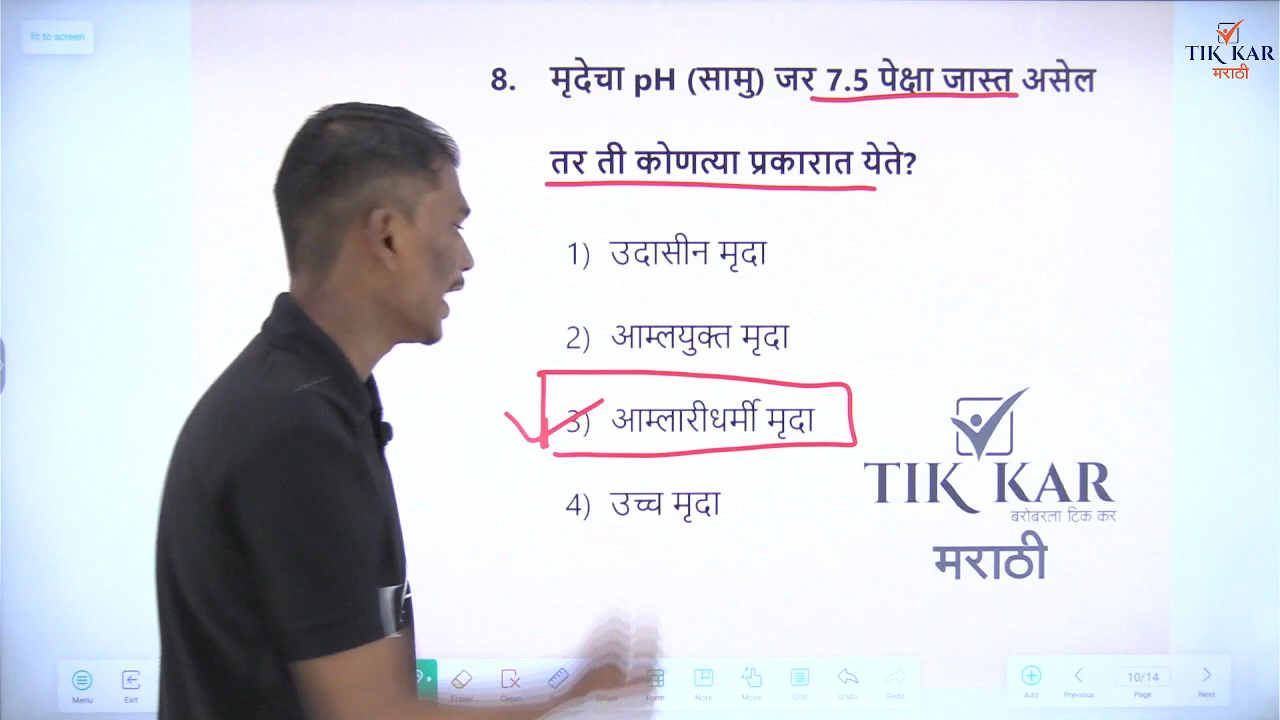 fit to screen
TIK KAR
मराठी
8. मृदेचा pH (सामु) जर 7.5 पेक्षा जास्त असेल
तर ती कोणत्या प्रकारात येते?
1) उदासीन मृदा
2) आम्लयुक्त मृदा
3) आम्लारीधर्मी मृदा
4) उच्च मृदा
TIK KAR
बरोबरला टिक कर
मराठी
Menu Exit Eraser Clean Shape Form Note Move Grid Undo Redo Add Previous 10/14 Page Next